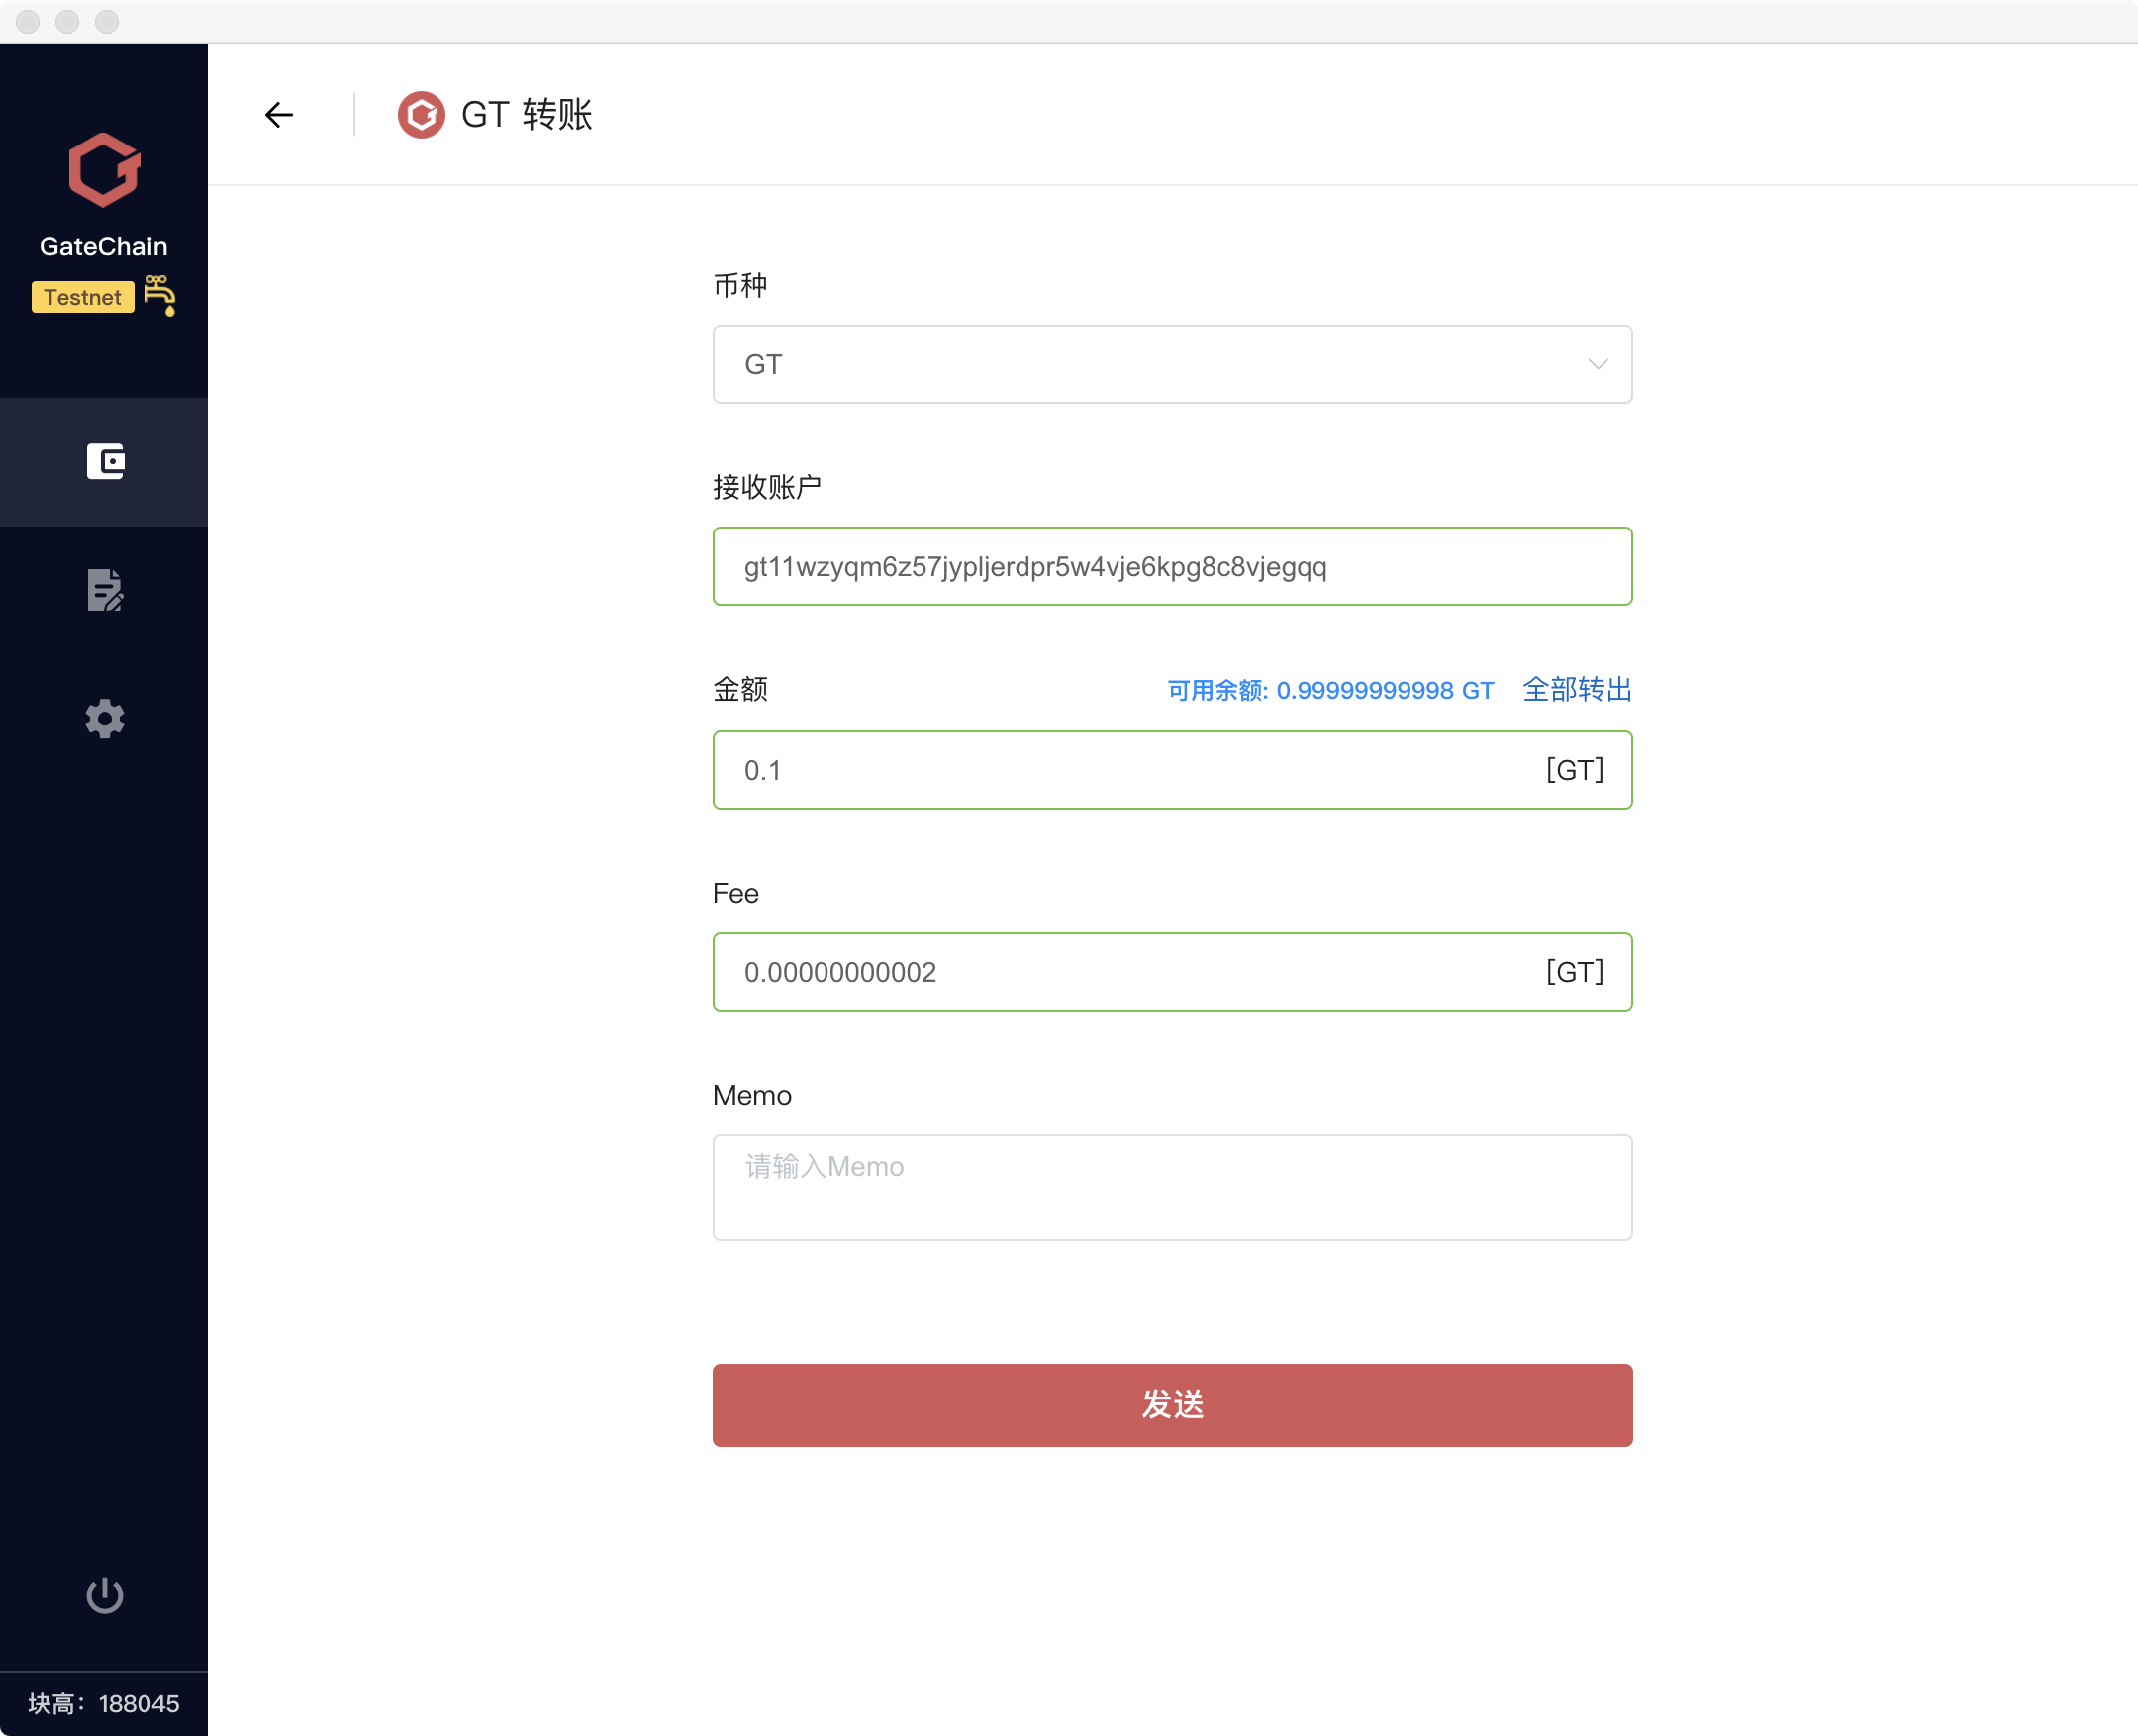 GT 转账
GateChain
Testnet
币种
GT
接收账户
gt11wzyqm6z57jypljerdpr5w4vje6kpg8c8vjegqq
金额 可用余额: 0.99999999998 GT 全部转出
0.1 [GT]
Fee
0.00000000002 [GT]
Memo
请输入Memo
发送
块高：188045